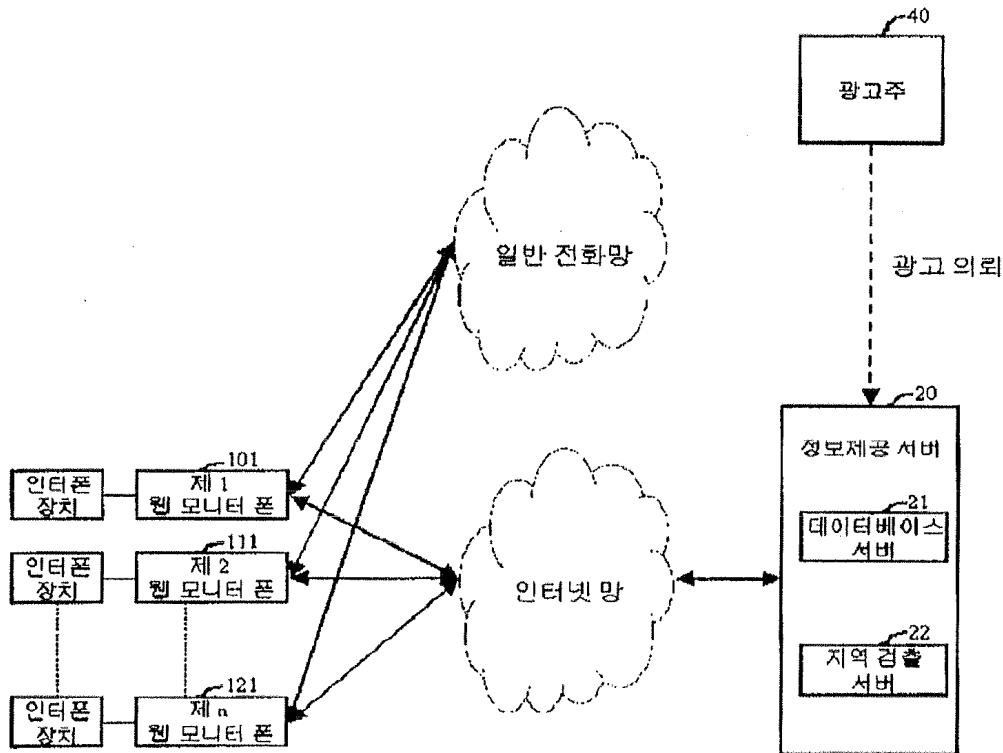 40
광고주
일반 전화망
광고 의뢰
20
정보제공 서버
101
인터폰
장치
제 1
웹 모니터 폰
21
데이터베이스
서버
111
인터폰
장치
제 2
웹 모니터 폰
인터넷 망
22
지역 검출
서버
121
인터폰
장치
제 n
웹 모니터 폰